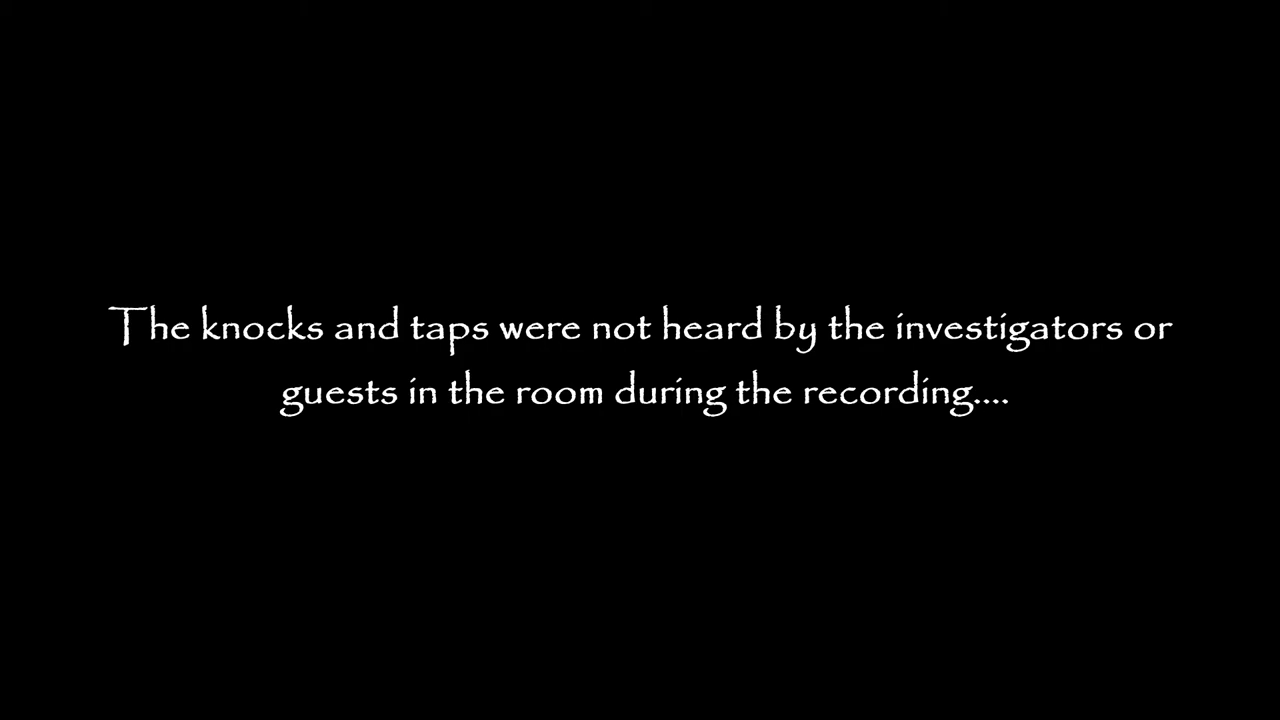 The knocks and taps were not heard by the investigators or
guests in the room during the recording....